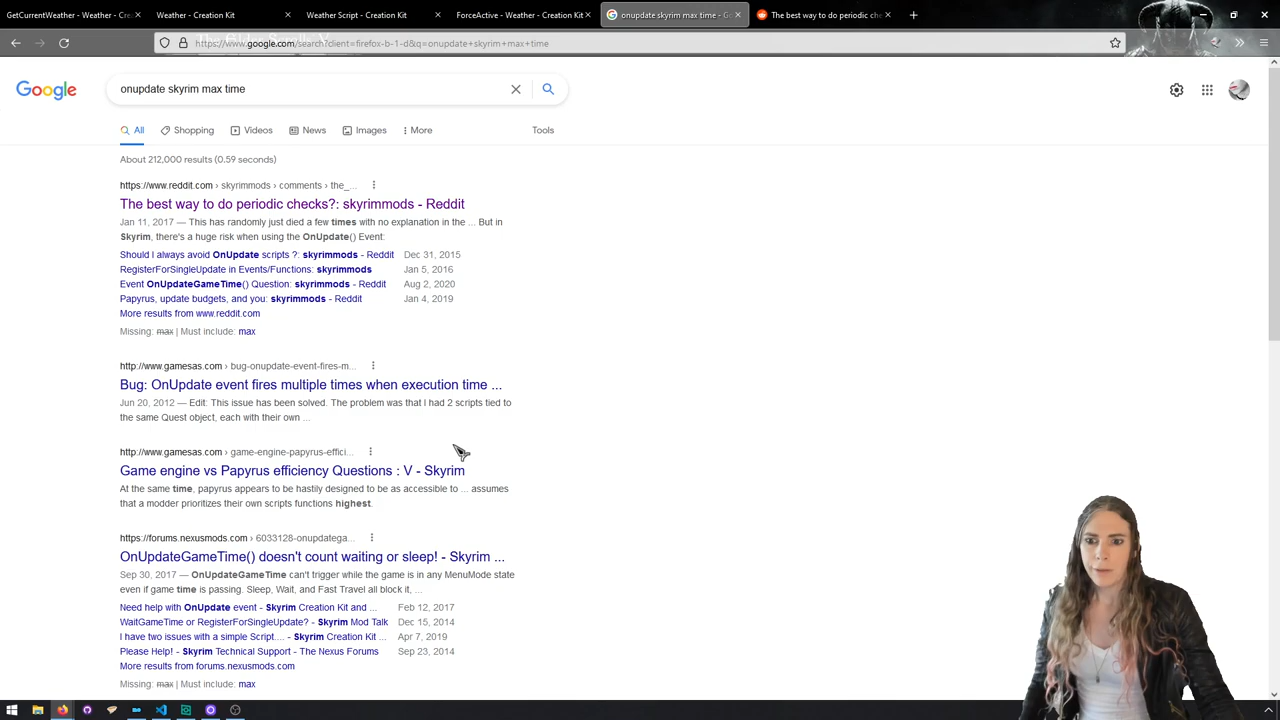 GetCurrentWeather - Weather - Cre
Weather - Creation Kit
Weather Script - Creation Kit
ForceActive - Weather - Creation Kit
onupdate skyrim max time - G
The best way to do periodic che
https://www.google.com/search?client=firefox-b-1-d&q=onupdate+skyrim+max+time
Google
onupdate skyrim max time
All
Shopping
Videos
News
Images
More
Tools
About 212,000 results (0.59 seconds)
https://www.reddit.com › skyrimmods › comments › the_...
The best way to do periodic checks?: skyrimmods - Reddit
Jan 11, 2017 — This has randomly just died a few times with no explanation in the ... But in
Skyrim, there's a huge risk when using the OnUpdate() Event:
Should I always avoid OnUpdate scripts ?: skyrimmods - Reddit Dec 31, 2015
RegisterForSingleUpdate in Events/Functions: skyrimmods Jan 5, 2016
Event OnUpdateGameTime() Question: skyrimmods - Reddit Aug 2, 2020
Papyrus, update budgets, and you: skyrimmods - Reddit Jan 4, 2019
More results from www.reddit.com
Missing: max | Must include: max
http://www.gamesas.com › bug-onupdate-event-fires-m...
Bug: OnUpdate event fires multiple times when execution time ...
Jun 20, 2012 — Edit: This issue has been solved. The problem was that I had 2 scripts tied to
the same Quest object, each with their own ...
http://www.gamesas.com › game-engine-papyrus-effici...
Game engine vs Papyrus efficiency Questions : V - Skyrim
At the same time, papyrus appears to be hastily designed to be as accessible to ... assumes
that a modder prioritizes their own scripts functions highest.
https://forums.nexusmods.com › 6033128-onupdatega...
OnUpdateGameTime() doesn't count waiting or sleep! - Skyrim ...
Sep 30, 2017 — OnUpdateGameTime can't trigger while the game is in any MenuMode state
even if game time is passing. Sleep, Wait, and Fast Travel all block it, ...
Need help with OnUpdate event - Skyrim Creation Kit and ... Feb 12, 2017
WaitGameTime or RegisterForSingleUpdate? - Skyrim Mod Talk Dec 15, 2014
I have two issues with a simple Script.... - Skyrim Creation Kit ... Apr 7, 2019
Please Help! - Skyrim Technical Support - The Nexus Forums Sep 23, 2014
More results from forums.nexusmods.com
Missing: max | Must include: max